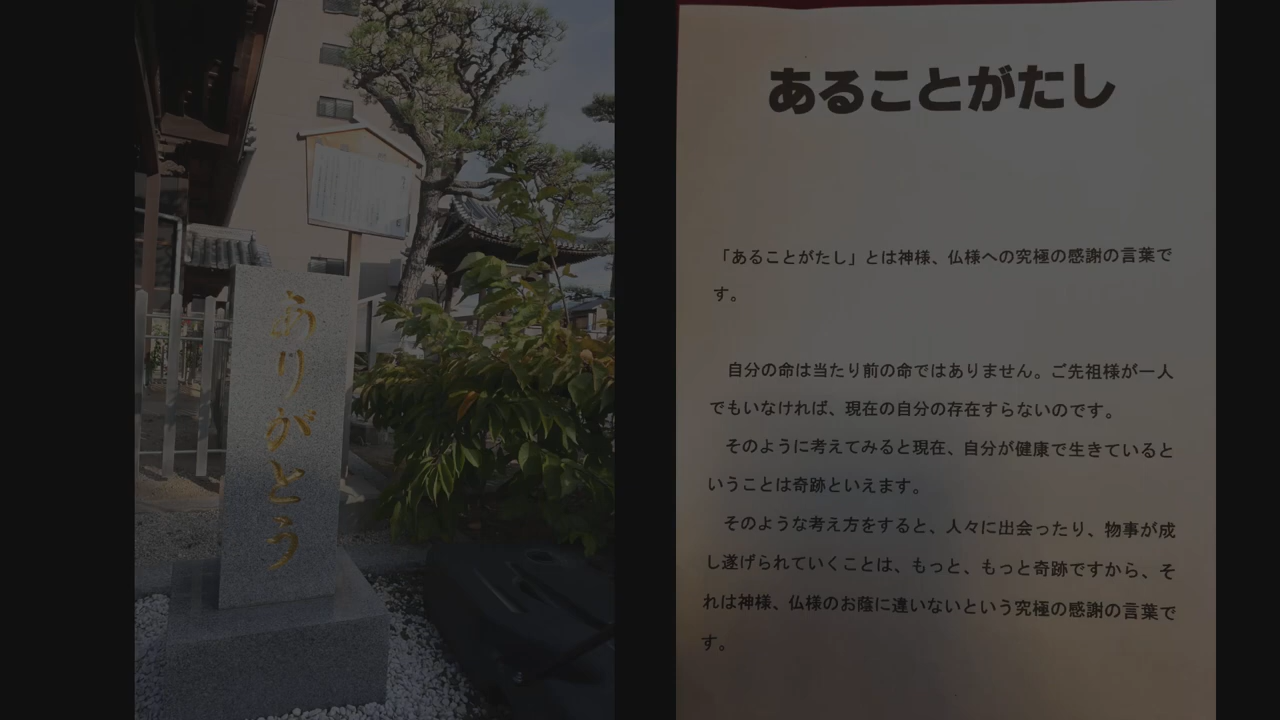 ありがとう
あることがたし
「あることがたし」とは神様、仏様への究極の感謝の言葉で
す。
自分の命は当たり前の命ではありません。ご先祖様が一人
でもいなければ、現在の自分の存在すらないのです。
そのように考えてみると現在、自分が健康で生きていると
いうことは奇跡といえます。
そのような考え方をすると、人々に出会ったり、物事が成
し遂げられていくことは、もっと、もっと奇跡ですから、そ
れは神様、仏様のお蔭に違いないという究極の感謝の言葉で
す。